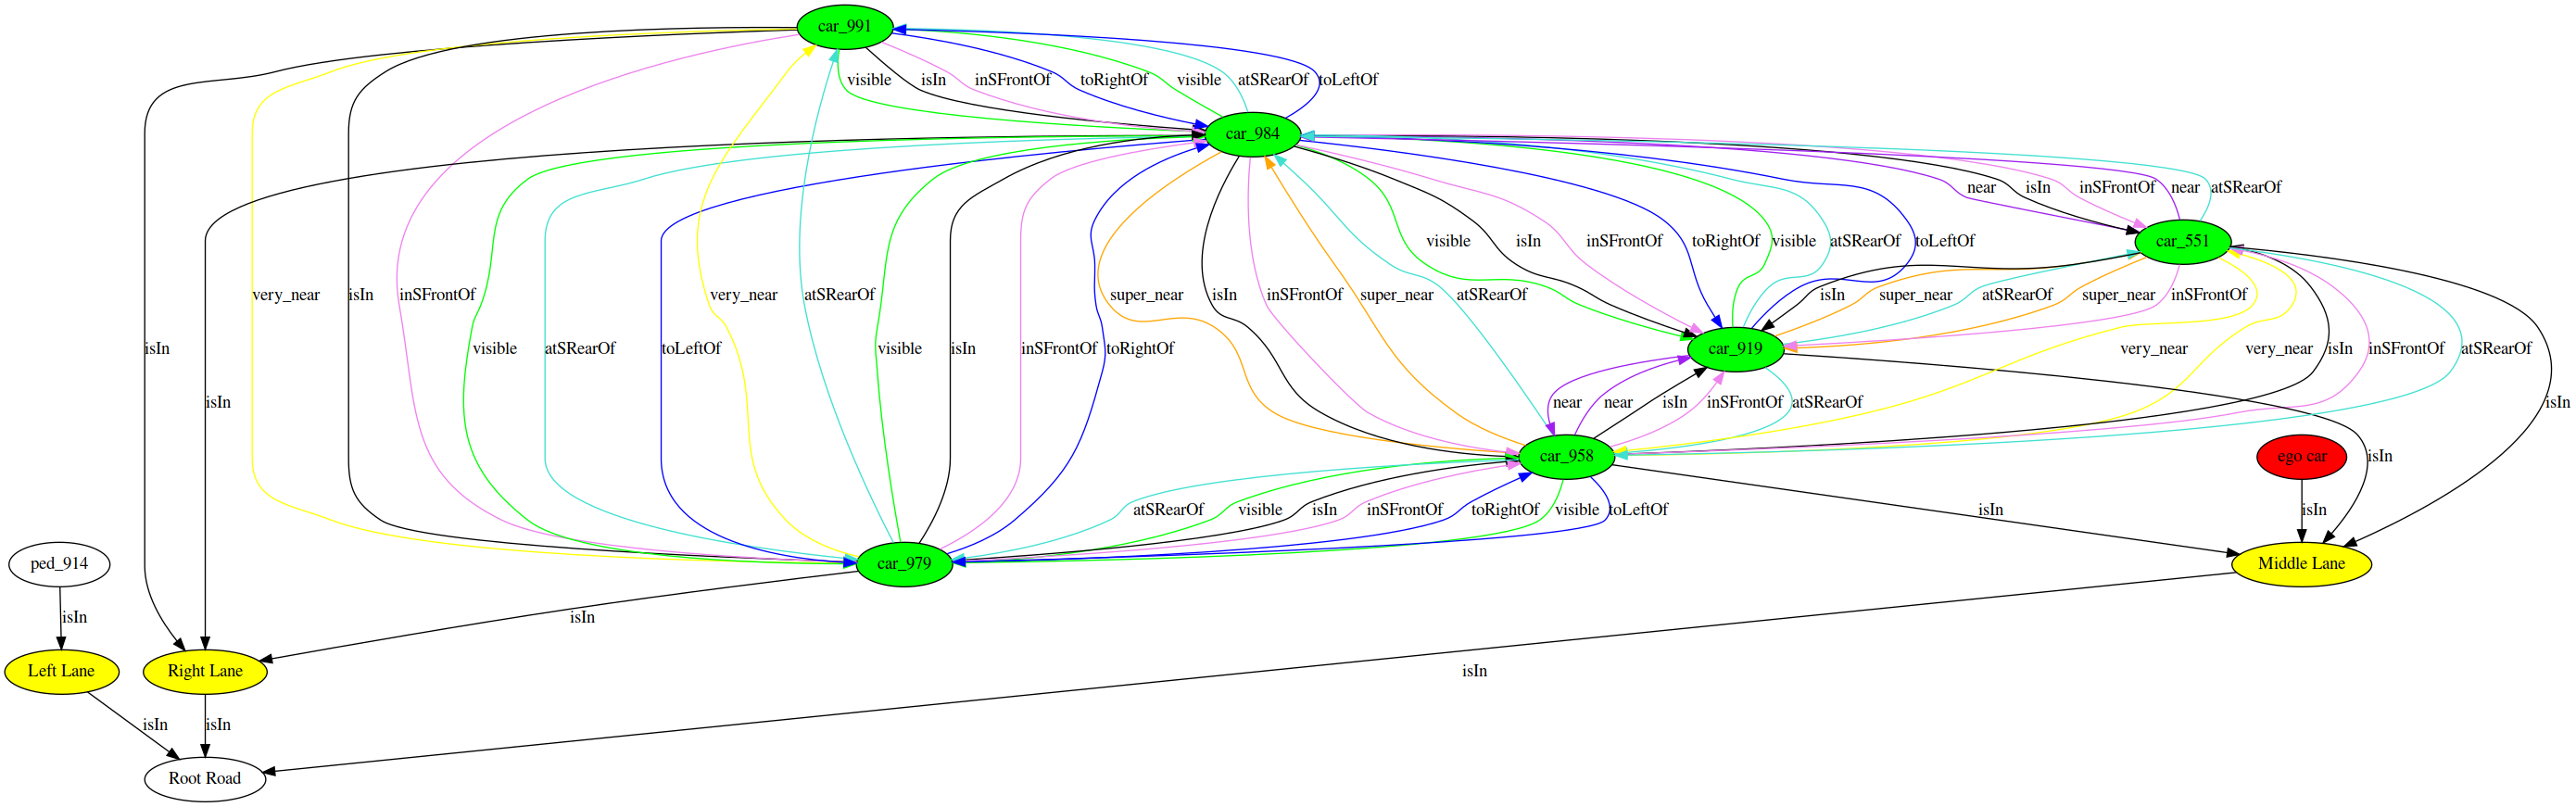 car_991
visible
isIn
inSFrontOf
toRightOf
visible
atSRearOf
toLeftOf
car_984
near
isIn
inSFrontOf
near
atSRearOf
visible
isIn
inSFrontOf
toRightOf
visible
atSRearOf
toLeftOf
car_551
very_near
isIn
inSFrontOf
very_near
atSRearOf
super_near
isIn
inSFrontOf
super_near
atSRearOf
isIn
super_near
atSRearOf
super_near
inSFrontOf
isIn
visible
atSRearOf
toLeftOf
visible
isIn
inSFrontOf
toRightOf
car_919
very_near
very_near
isIn
inSFrontOf
atSRearOf
isIn
near
near
isIn
inSFrontOf
atSRearOf
isIn
car_958
ego car
isIn
atSRearOf
visible
isIn
inSFrontOf
toRightOf
visible
toLeftOf
isIn
isIn
ped_914
car_979
Middle Lane
isIn
isIn
Left Lane
Right Lane
isIn
isIn
isIn
Root Road